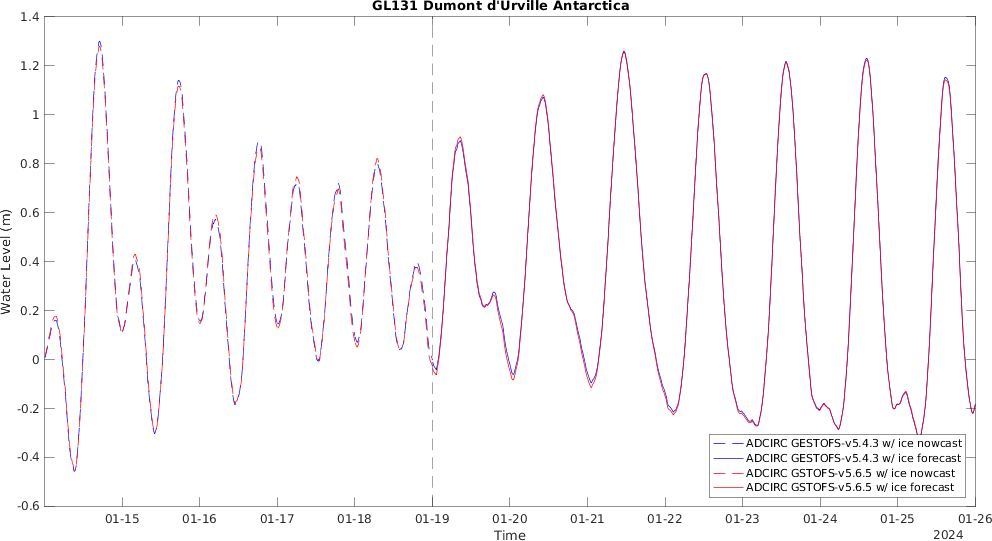 GL131 Dumont d'Urville Antarctica
1.4
1.2
1
0.8
0.6
0.4
0.2
0
-0.2
-0.4
-0.6
Water Level (m)
ADCIRC GESTOFS-v5.4.3 w/ ice nowcast
ADCIRC GESTOFS-v5.4.3 w/ ice forecast
ADCIRC GSTOFS-v5.6.5 w/ ice nowcast
ADCIRC GSTOFS-v5.6.5 w/ ice forecast
01-15 01-16 01-17 01-18 01-19 01-20 01-21 01-22 01-23 01-24 01-25 01-26
Time
2024